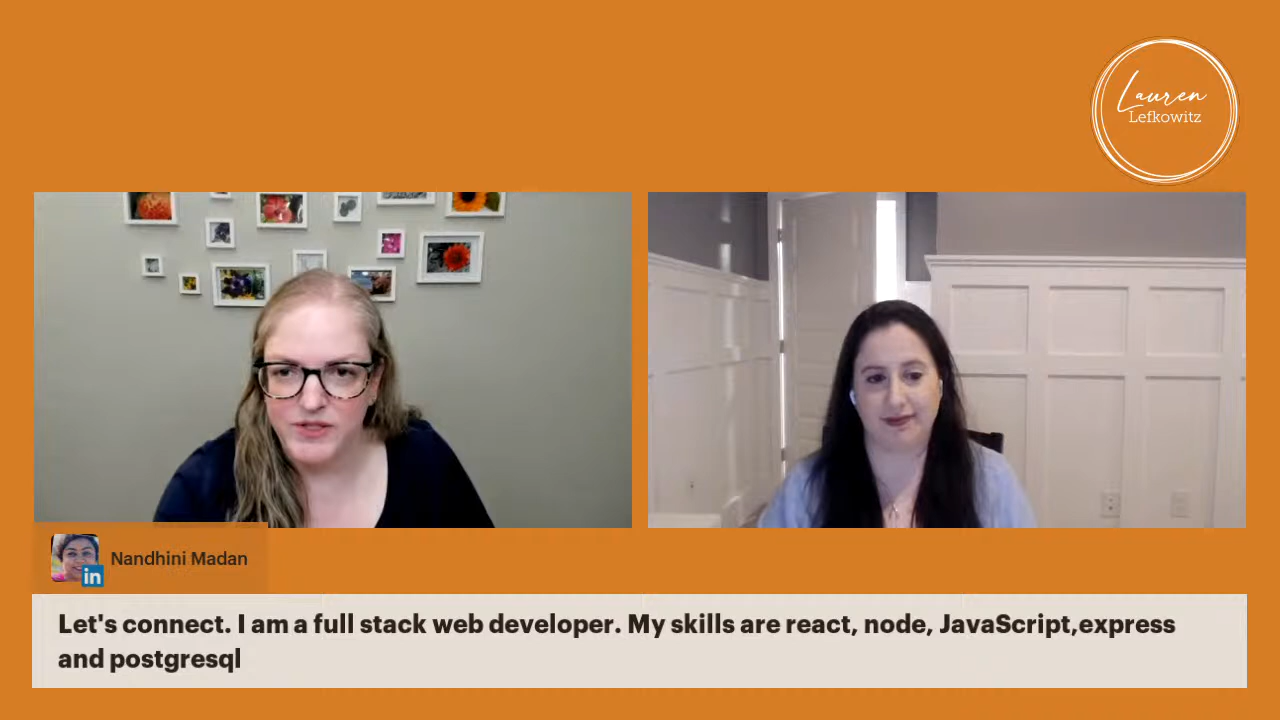 Lauren
Lefkowitz
in
Nandhini Madan
Let's connect. I am a full stack web developer. My skills are react, node, JavaScript,express
and postgresql